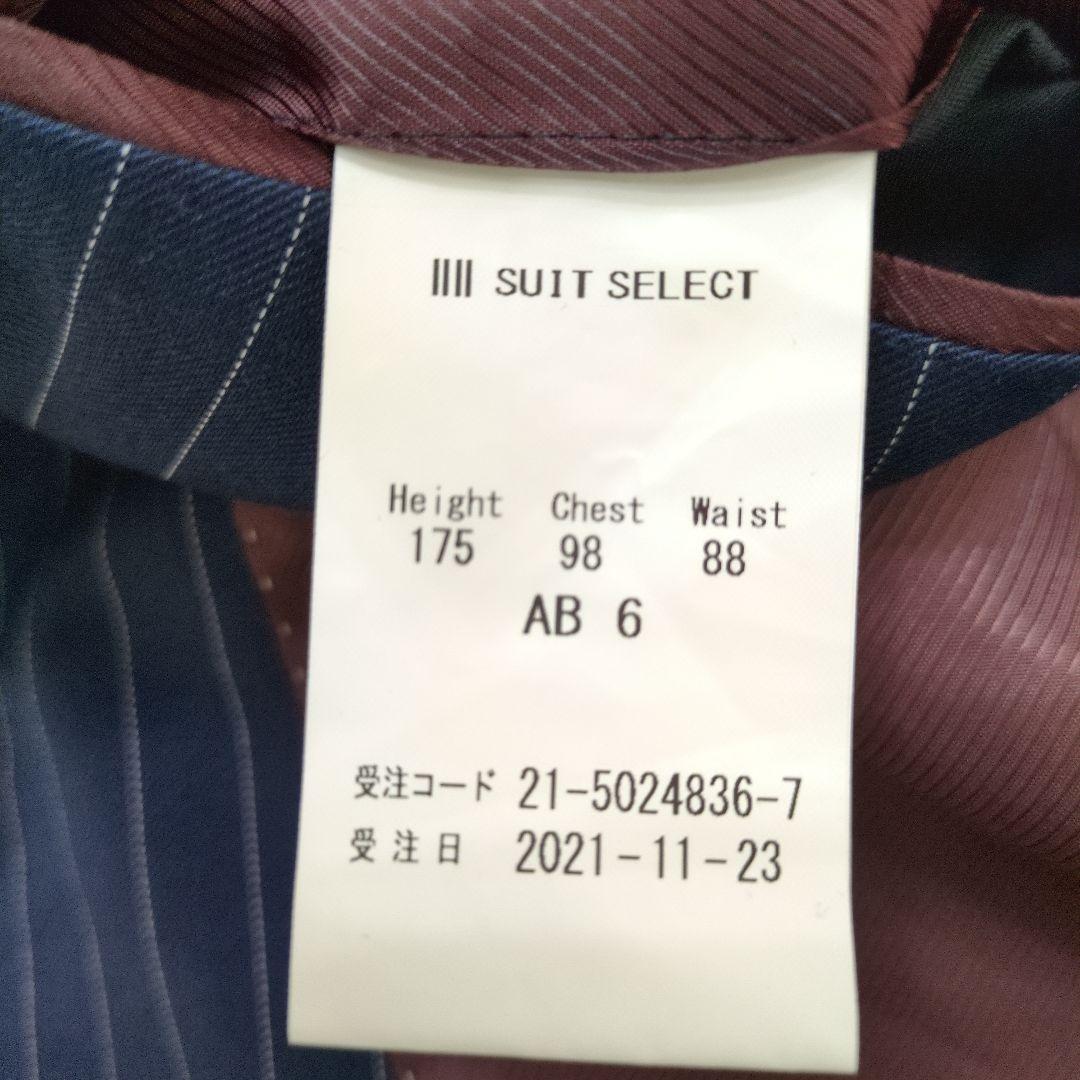 SUIT SELECT
Height Chest Waist
175 98 88
AB 6
受注コード 21-5024836-7
受注日 2021-11-23